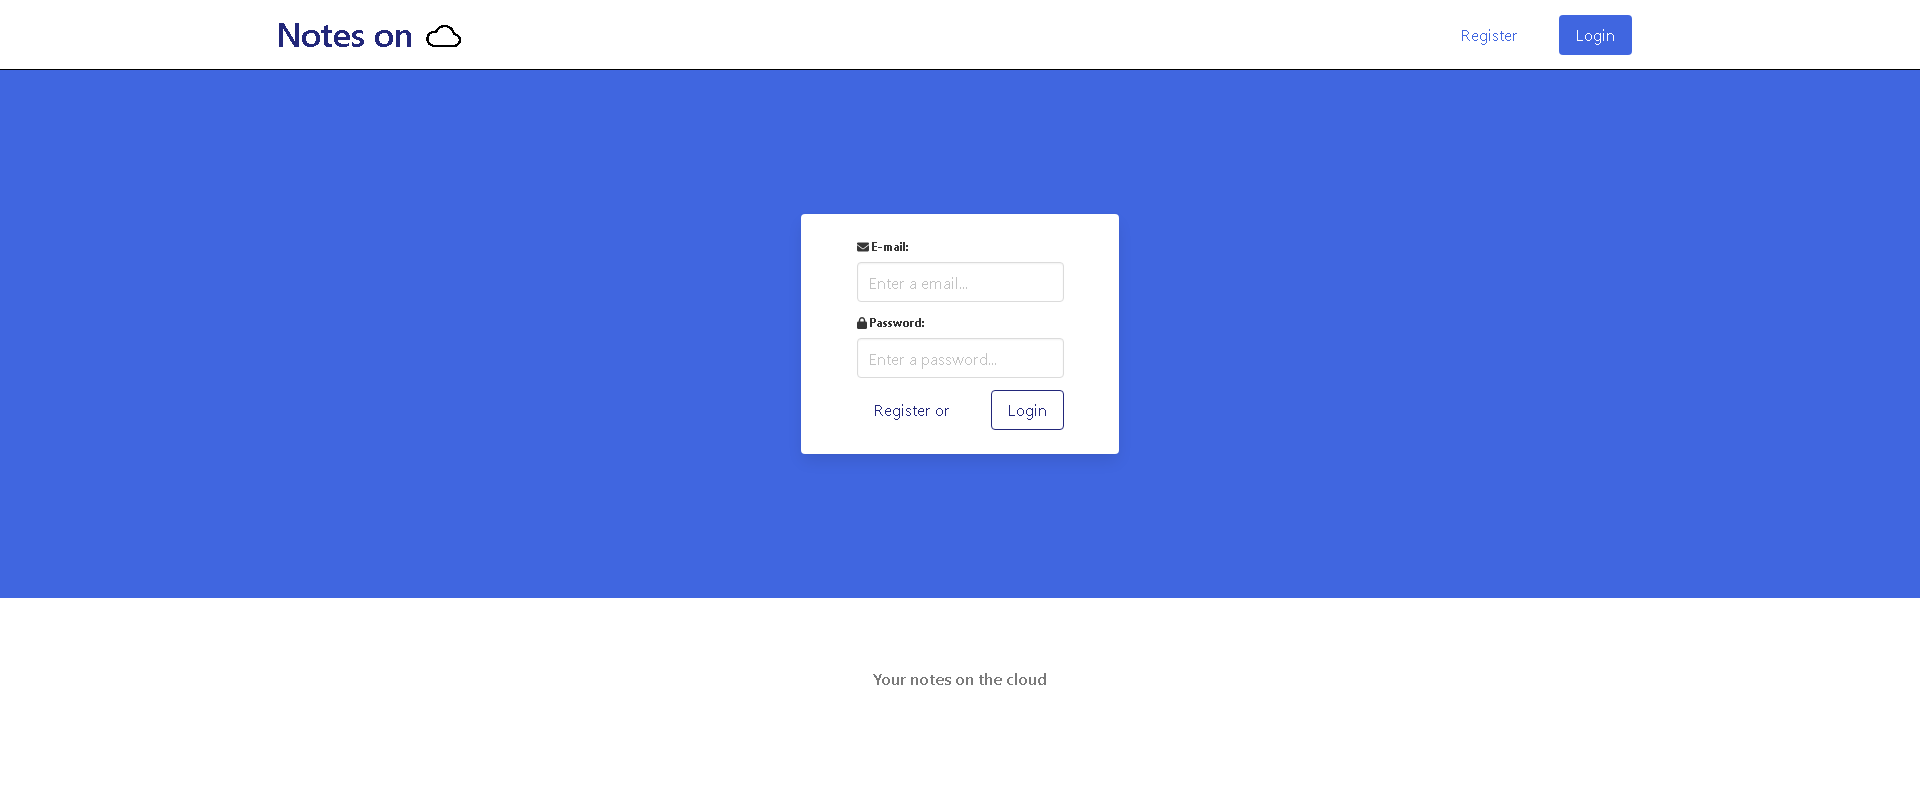 Notes on
Register
Login
E-mail:
Enter a email...
Password:
Enter a password...
Register or
Login
Your notes on the cloud